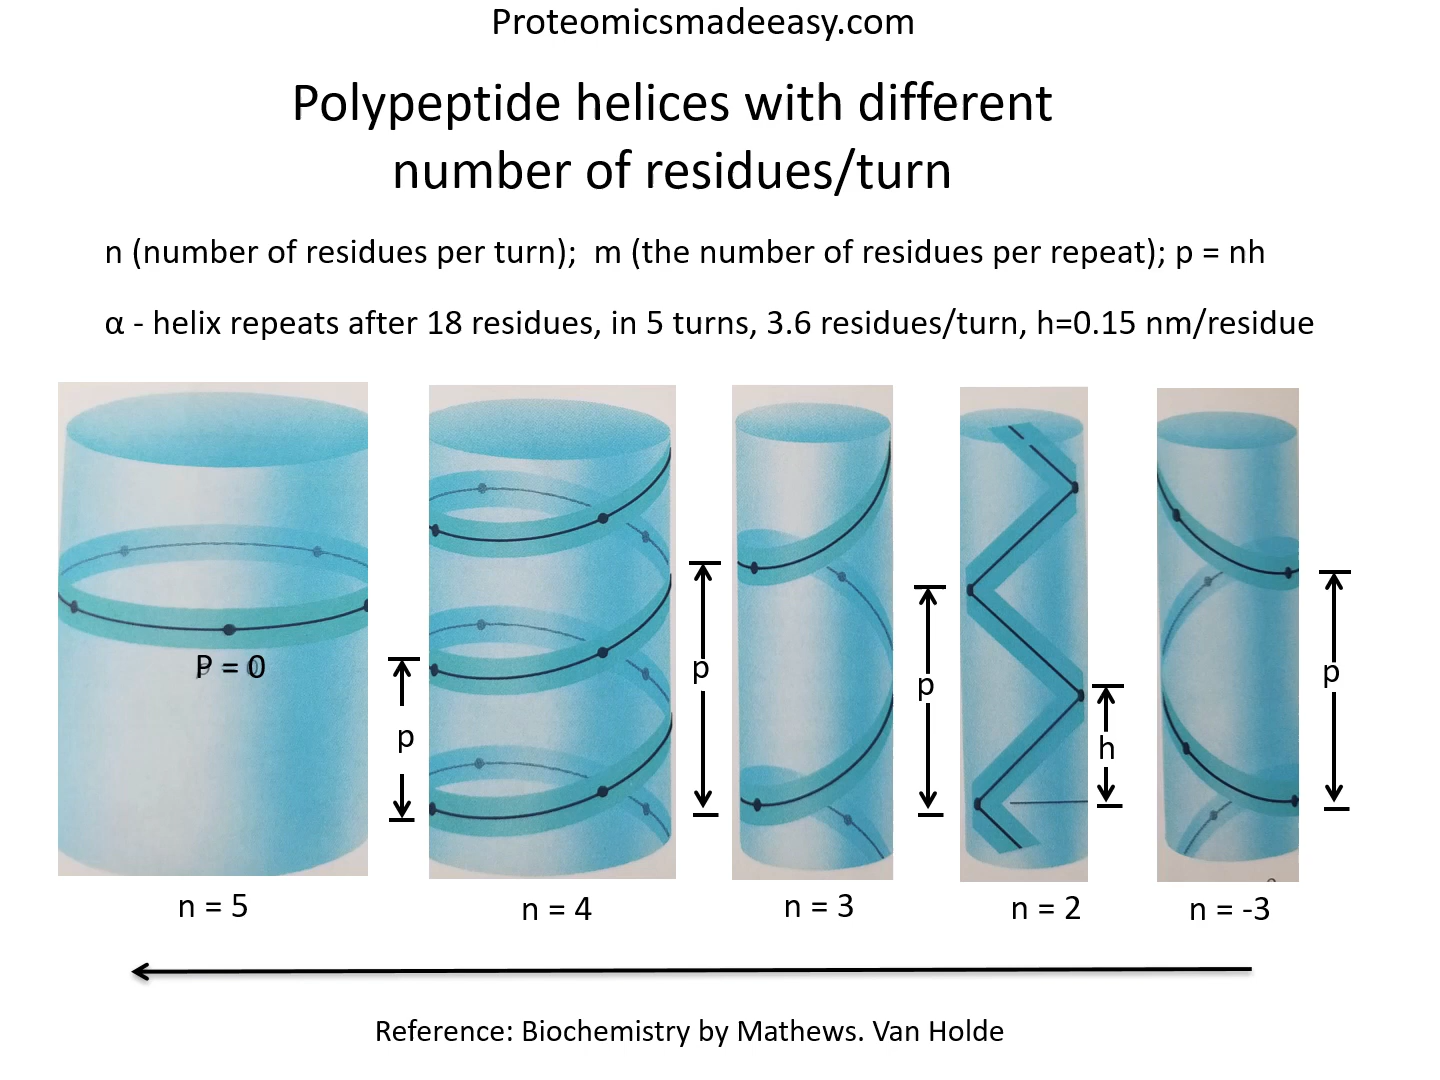 Proteomicsmadeeasy.com
Polypeptide helices with different
number of residues/turn
n (number of residues per turn);  m (the number of residues per repeat); p = nh
α - helix repeats after 18 residues, in 5 turns, 3.6 residues/turn, h=0.15 nm/residue
P = 0
p
p
p
h
p
n = 5
n = 4
n = 3
n = 2
n = -3
Reference: Biochemistry by Mathews. Van Holde